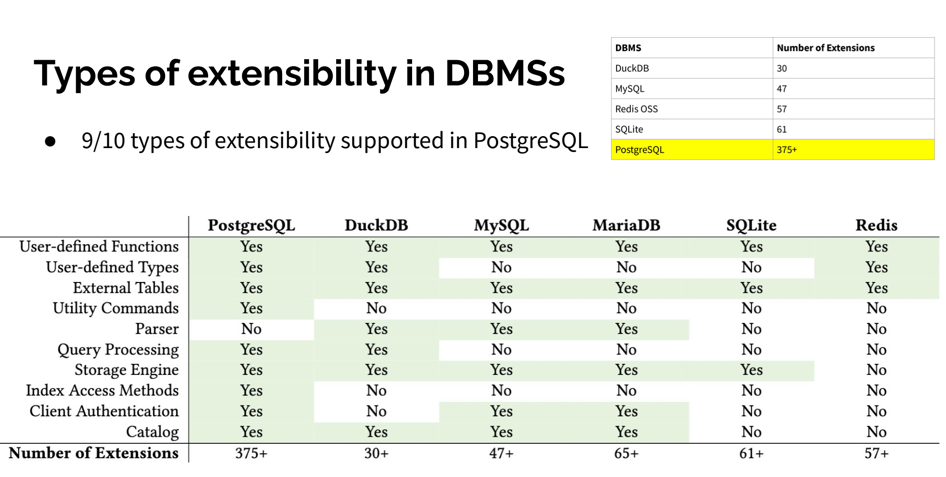 Types of extensibility in DBMSs
● 9/10 types of extensibility supported in PostgreSQL
DBMS Number of Extensions
DuckDB 30
MySQL 47
Redis OSS 57
SQLite 61
PostgreSQL 375+
PostgreSQL DuckDB MySQL MariaDB SQLite Redis
User-defined Functions Yes Yes Yes Yes Yes Yes
User-defined Types Yes Yes No No No Yes
External Tables Yes Yes Yes Yes Yes Yes
Utility Commands Yes No No No No No
Parser No Yes Yes Yes No No
Query Processing Yes Yes No No No No
Storage Engine Yes Yes Yes Yes Yes No
Index Access Methods Yes No No No No No
Client Authentication Yes No Yes Yes No No
Catalog Yes Yes Yes Yes No No
Number of Extensions 375+ 30+ 47+ 65+ 61+ 57+